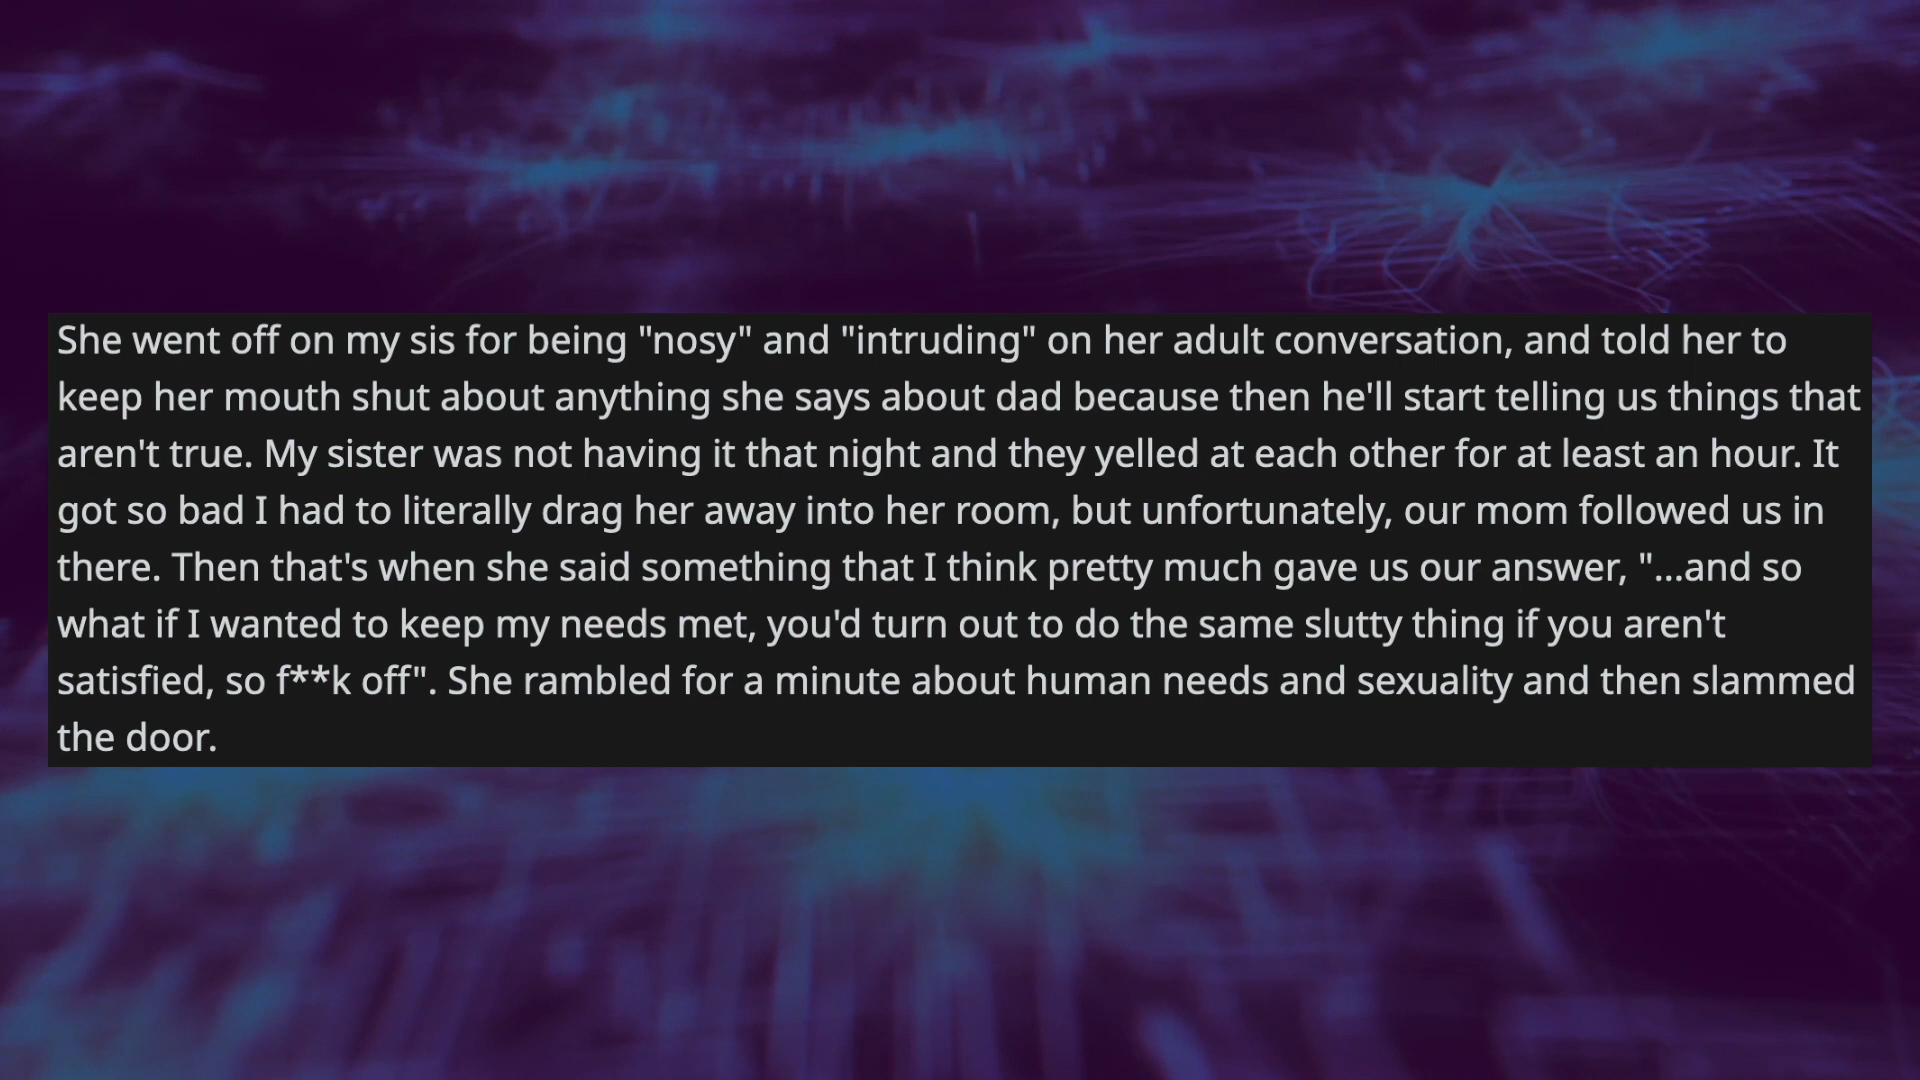 She went off on my sis for being "nosy" and "intruding" on her adult conversation, and told her to
keep her mouth shut about anything she says about dad because then he'll start telling us things that
aren't true. My sister was not having it that night and they yelled at each other for at least an hour. It
got so bad I had to literally drag her away into her room, but unfortunately, our mom followed us in
there. Then that's when she said something that I think pretty much gave us our answer, "...and so
what if I wanted to keep my needs met, you'd turn out to do the same slutty thing if you aren't
satisfied, so f**k off". She rambled for a minute about human needs and sexuality and then slammed
the door.